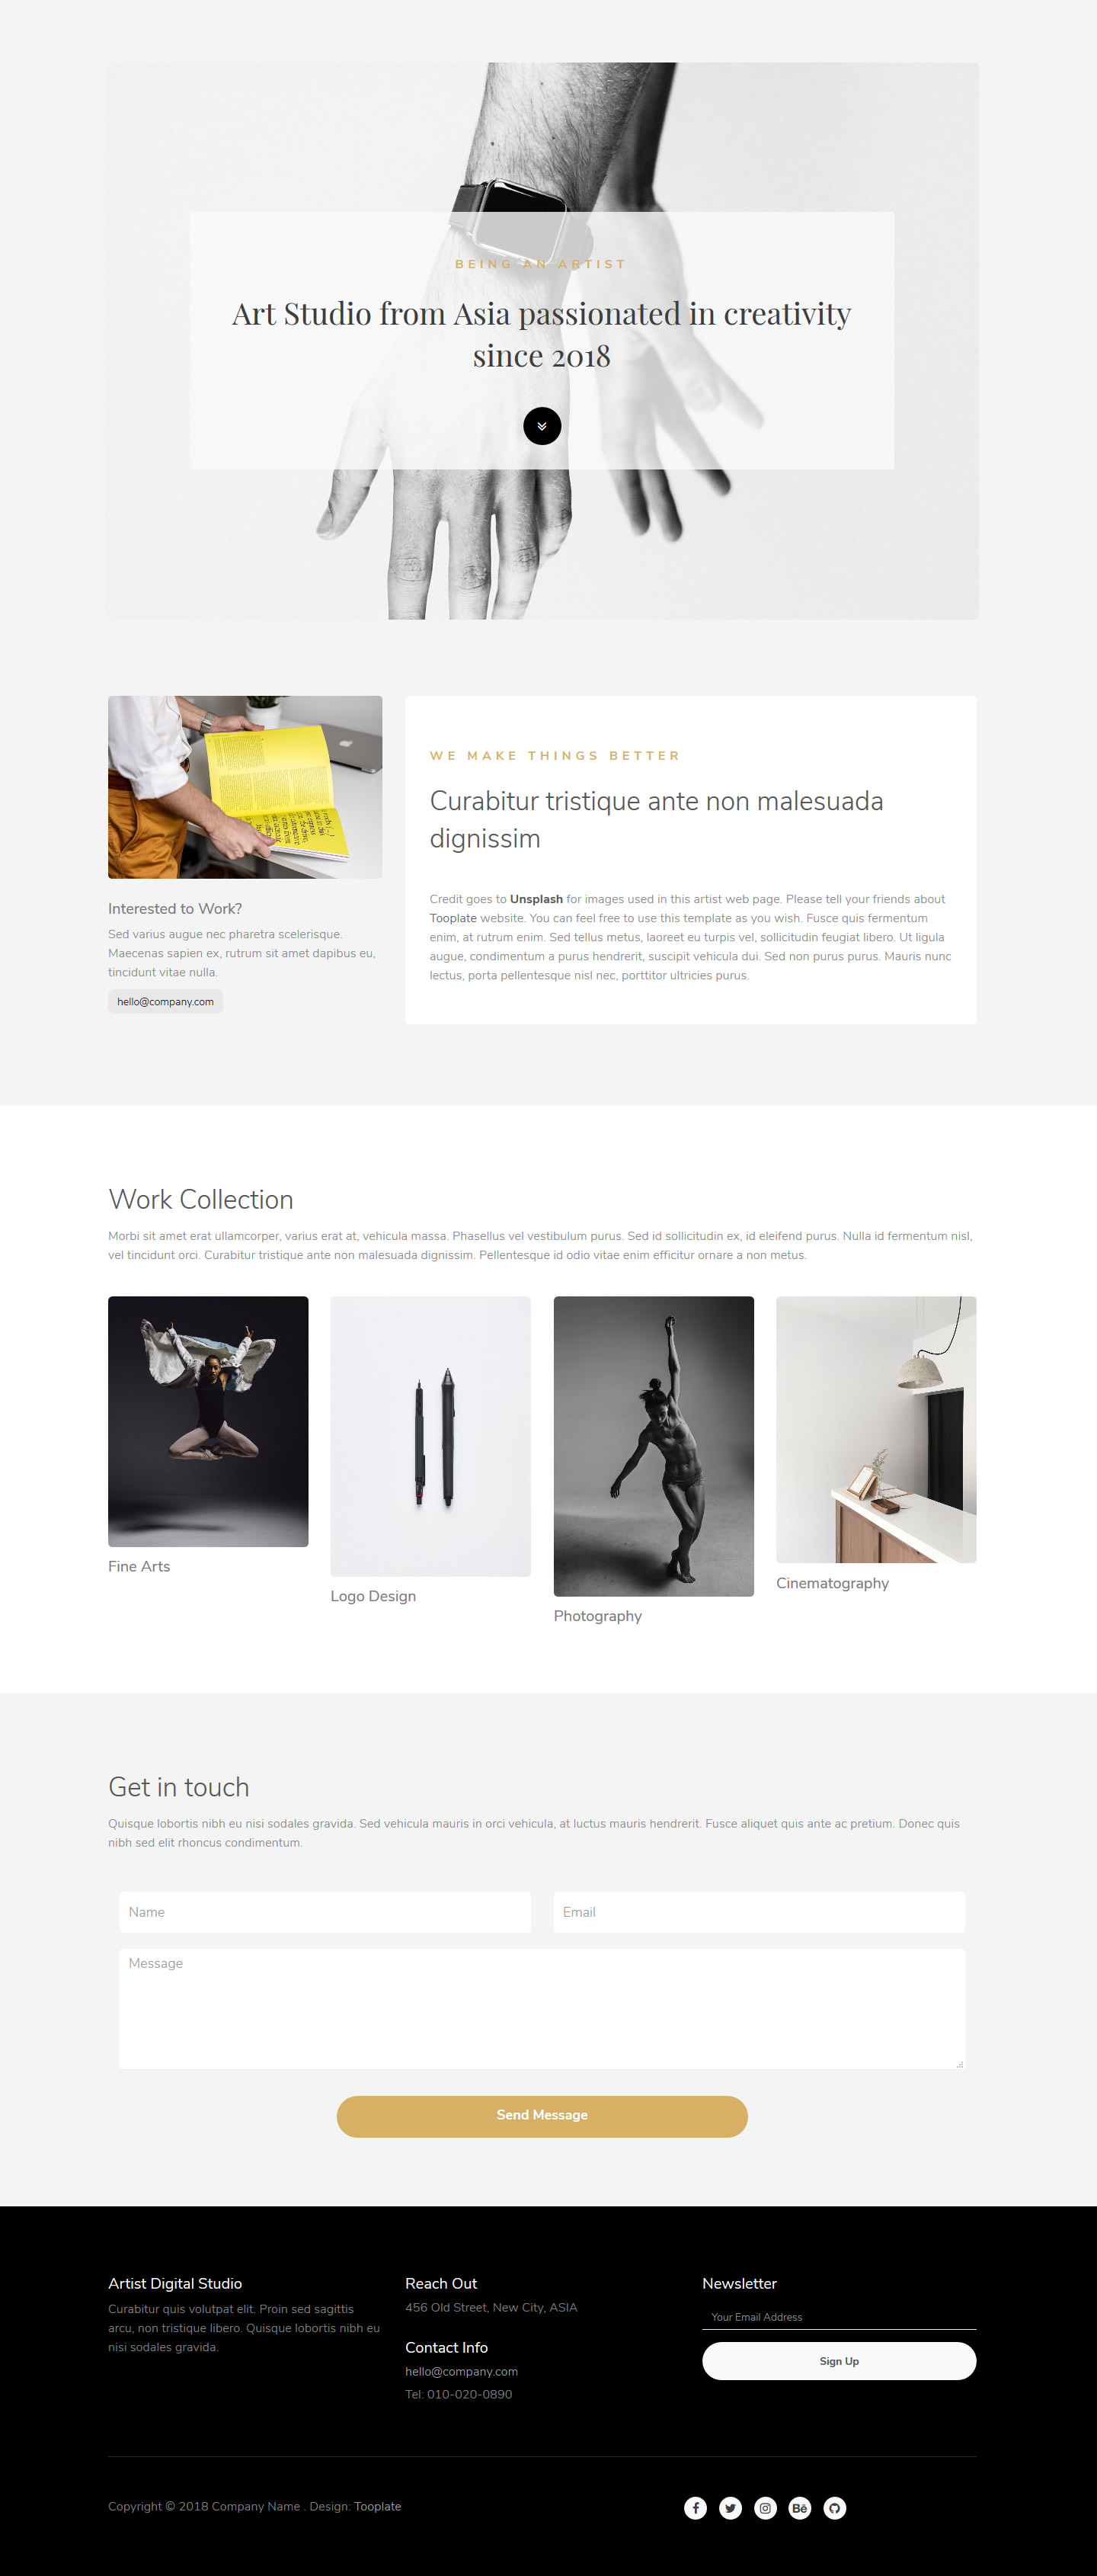 BEING AN ARTIST
Art Studio from Asia passionated in creativity
since 2018
WE MAKE THINGS BETTER
Curabitur tristique ante non malesuada
dignissim
Credit goes to Unsplash for images used in this artist web page. Please tell your friends about
Tooplate website. You can feel free to use this template as you wish. Fusce quis fermentum
enim, at rutrum enim. Sed tellus metus, laoreet eu turpis vel, sollicitudin feugiat libero. Ut ligula
augue, condimentum a purus hendrerit, suscipit vehicula dui. Sed non purus purus. Mauris nunc
lectus, porta pellentesque nisl nec, porttitor ultricies purus.
Interested to Work?
Sed varius augue nec pharetra scelerisque.
Maecenas sapien ex, rutrum sit amet dapibus eu,
tincidunt vitae nulla.
hello@company.com
Work Collection
Morbi sit amet erat ullamcorper, varius erat at, vehicula massa. Phasellus vel vestibulum purus. Sed id sollicitudin ex, id eleifend purus. Nulla id fermentum nisl,
vel tincidunt orci. Curabitur tristique ante non malesuada dignissim. Pellentesque id odio vitae enim efficitur ornare a non metus.
Fine Arts
Logo Design
Photography
Cinematography
Get in touch
Quisque lobortis nibh eu nisi sodales gravida. Sed vehicula mauris in orci vehicula, at luctus mauris hendrerit. Fusce aliquet quis ante ac pretium. Donec quis
nibh sed elit rhoncus condimentum.
Name
Email
Message
Send Message
Artist Digital Studio
Curabitur quis volutpat elit. Proin sed sagittis
arcu, non tristique libero. Quisque lobortis nibh eu
nisi sodales gravida.
Reach Out
456 Old Street, New City, ASIA
Contact Info
hello@company.com
Tel: 010-020-0890
Newsletter
Your Email Address
Sign Up
Copyright © 2018 Company Name . Design: Tooplate